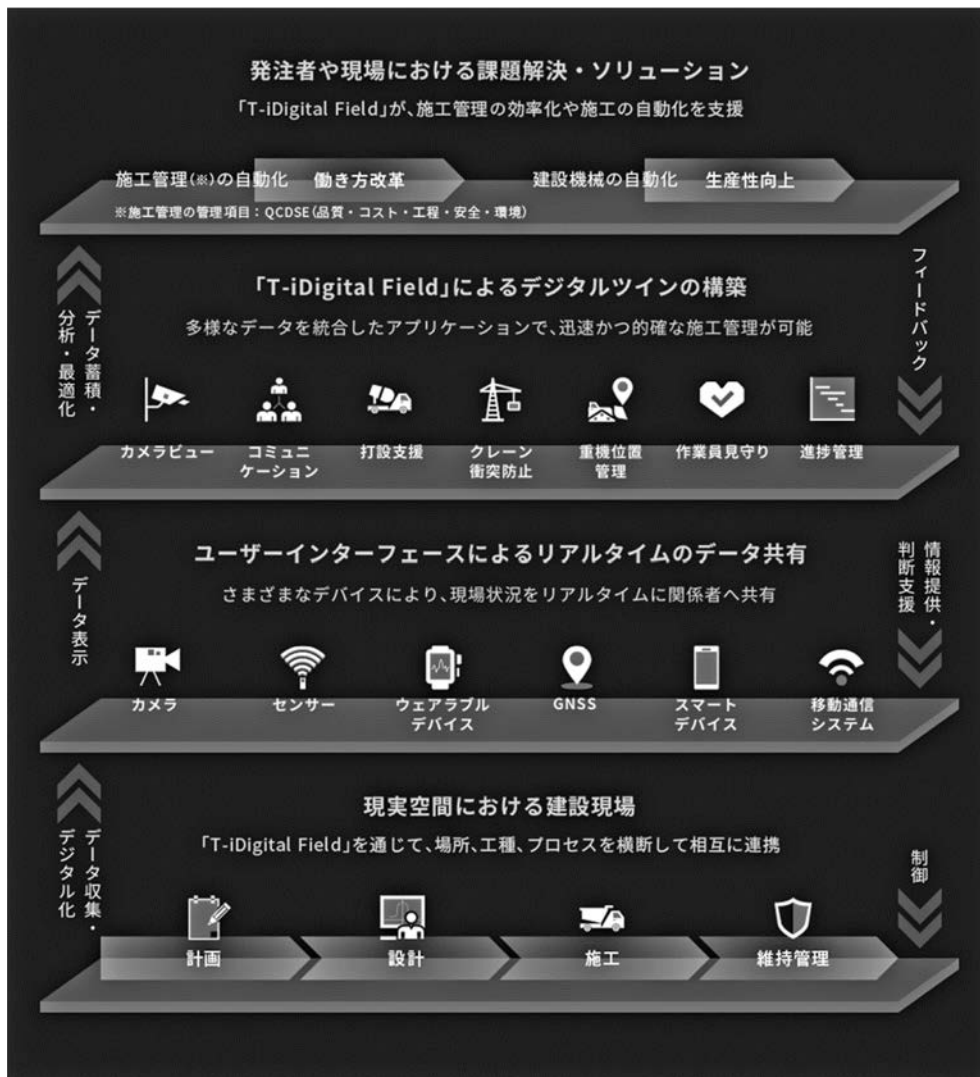 発注者や現場における課題解決・ソリューション
「T-iDigital Field」が、施工管理の効率化や施工の自動化を支援
施工管理(※)の自動化 働き方改革
建設機械の自動化 生産性向上
※施工管理の管理項目：QCDSE(品質・コスト・工程・安全・環境)
データ蓄積・
分析・最適化
フィードバック
「T-iDigital Field」によるデジタルツインの構築
多様なデータを統合したアプリケーションで、迅速かつ的確な施工管理が可能
カメラビュー
コミュニ
ケーション
打設支援
クレーン
衝突防止
重機位置
管理
作業員見守り
進捗管理
データ表示
情報提供・
判断支援
ユーザーインターフェースによるリアルタイムのデータ共有
さまざまなデバイスにより、現場状況をリアルタイムに関係者へ共有
カメラ
センサー
ウェアラブル
デバイス
GNSS
スマート
デバイス
移動通信
システム
データ収集・
デジタル化
制御
現実空間における建設現場
「T-iDigital Field」を通じて、場所、工種、プロセスを横断して相互に連携
計画
設計
施工
維持管理